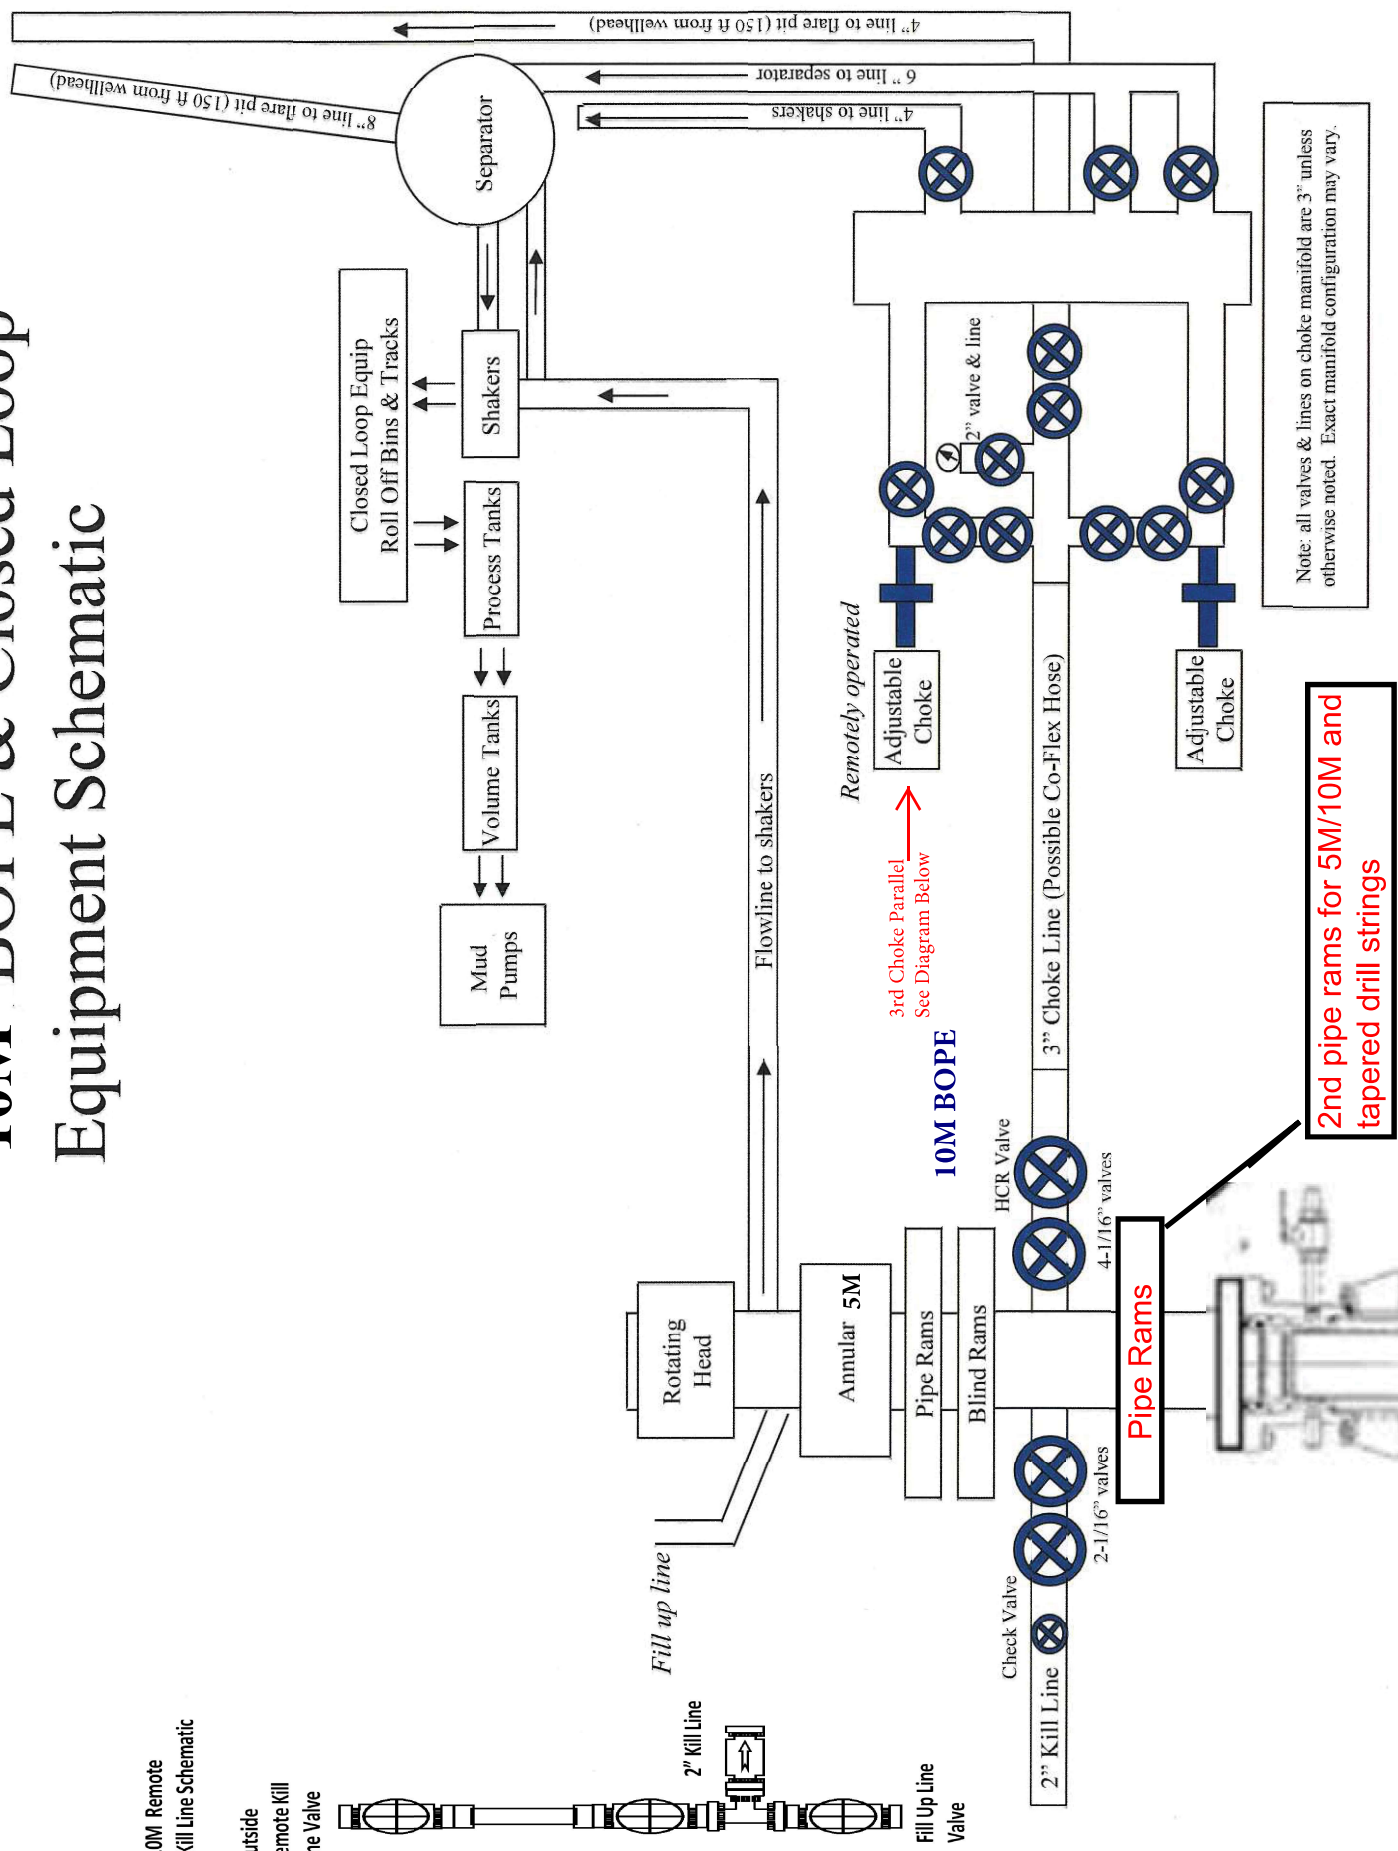 10M BOPE & Closed Loop
Equipment Schematic
4” line to flare pit (150 ft from wellhead)
8” line to flare pit (150 ft from wellhead)
6” line to separator
4” line to shakers
Separator
Closed Loop Equip
Roll Off Bins & Tracks
Shakers
Process Tanks
Volume Tanks
Mud
Pumps
Flowline to shakers
2” valve & line
Remotely operated
Adjustable
Choke
Adjustable
Choke
3rd Choke Parallel
See Diagram Below
10M BOPE
3” Choke Line (Possible Co-Flex Hose)
HCR Valve
4-1/16” valves
Note: all valves & lines on choke manifold are 3” unless
otherwise noted. Exact manifold configuration may vary.
2nd pipe rams for 5M/10M and
tapered drill strings
Rotating
Head
Annular 5M
Pipe Rams
Blind Rams
Pipe Rams
Fill up line
Check Valve
2-1/16” valves
2” Kill Line
Remote
Kill Line Schematic
Kill
Valve
2” Kill Line
Fill Up Line
Valve